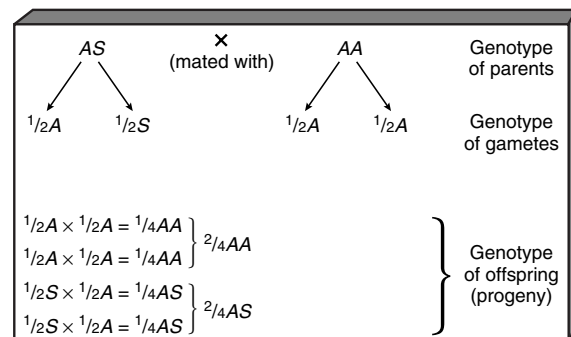 AS × AA Genotype
(mated with) of parents
1/2A 1/2S 1/2A 1/2A Genotype
of gametes
1/2A × 1/2A = 1/4AA
2/4AA
1/2A × 1/2A = 1/4AA
1/2S × 1/2A = 1/4AS
2/4AS
1/2S × 1/2A = 1/4AS
Genotype
of offspring
(progeny)